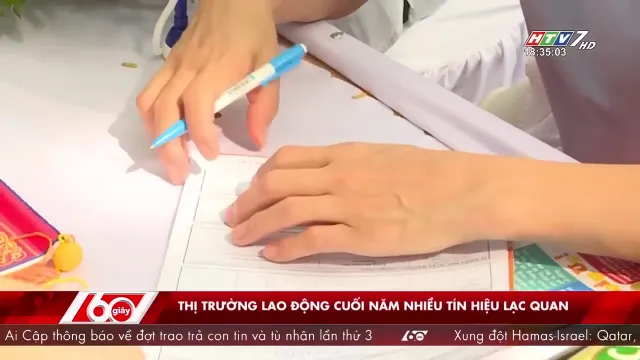 HTV7 HD
18:35:03
60 giây
THỊ TRƯỜNG LAO ĐỘNG CUỐI NĂM NHIỀU TÍN HIỆU LẠC QUAN
Ai Cập thông báo về đợt trao trả con tin và tù nhân lần thứ 3 60 Xung đột Hamas-Israel: Qatar,